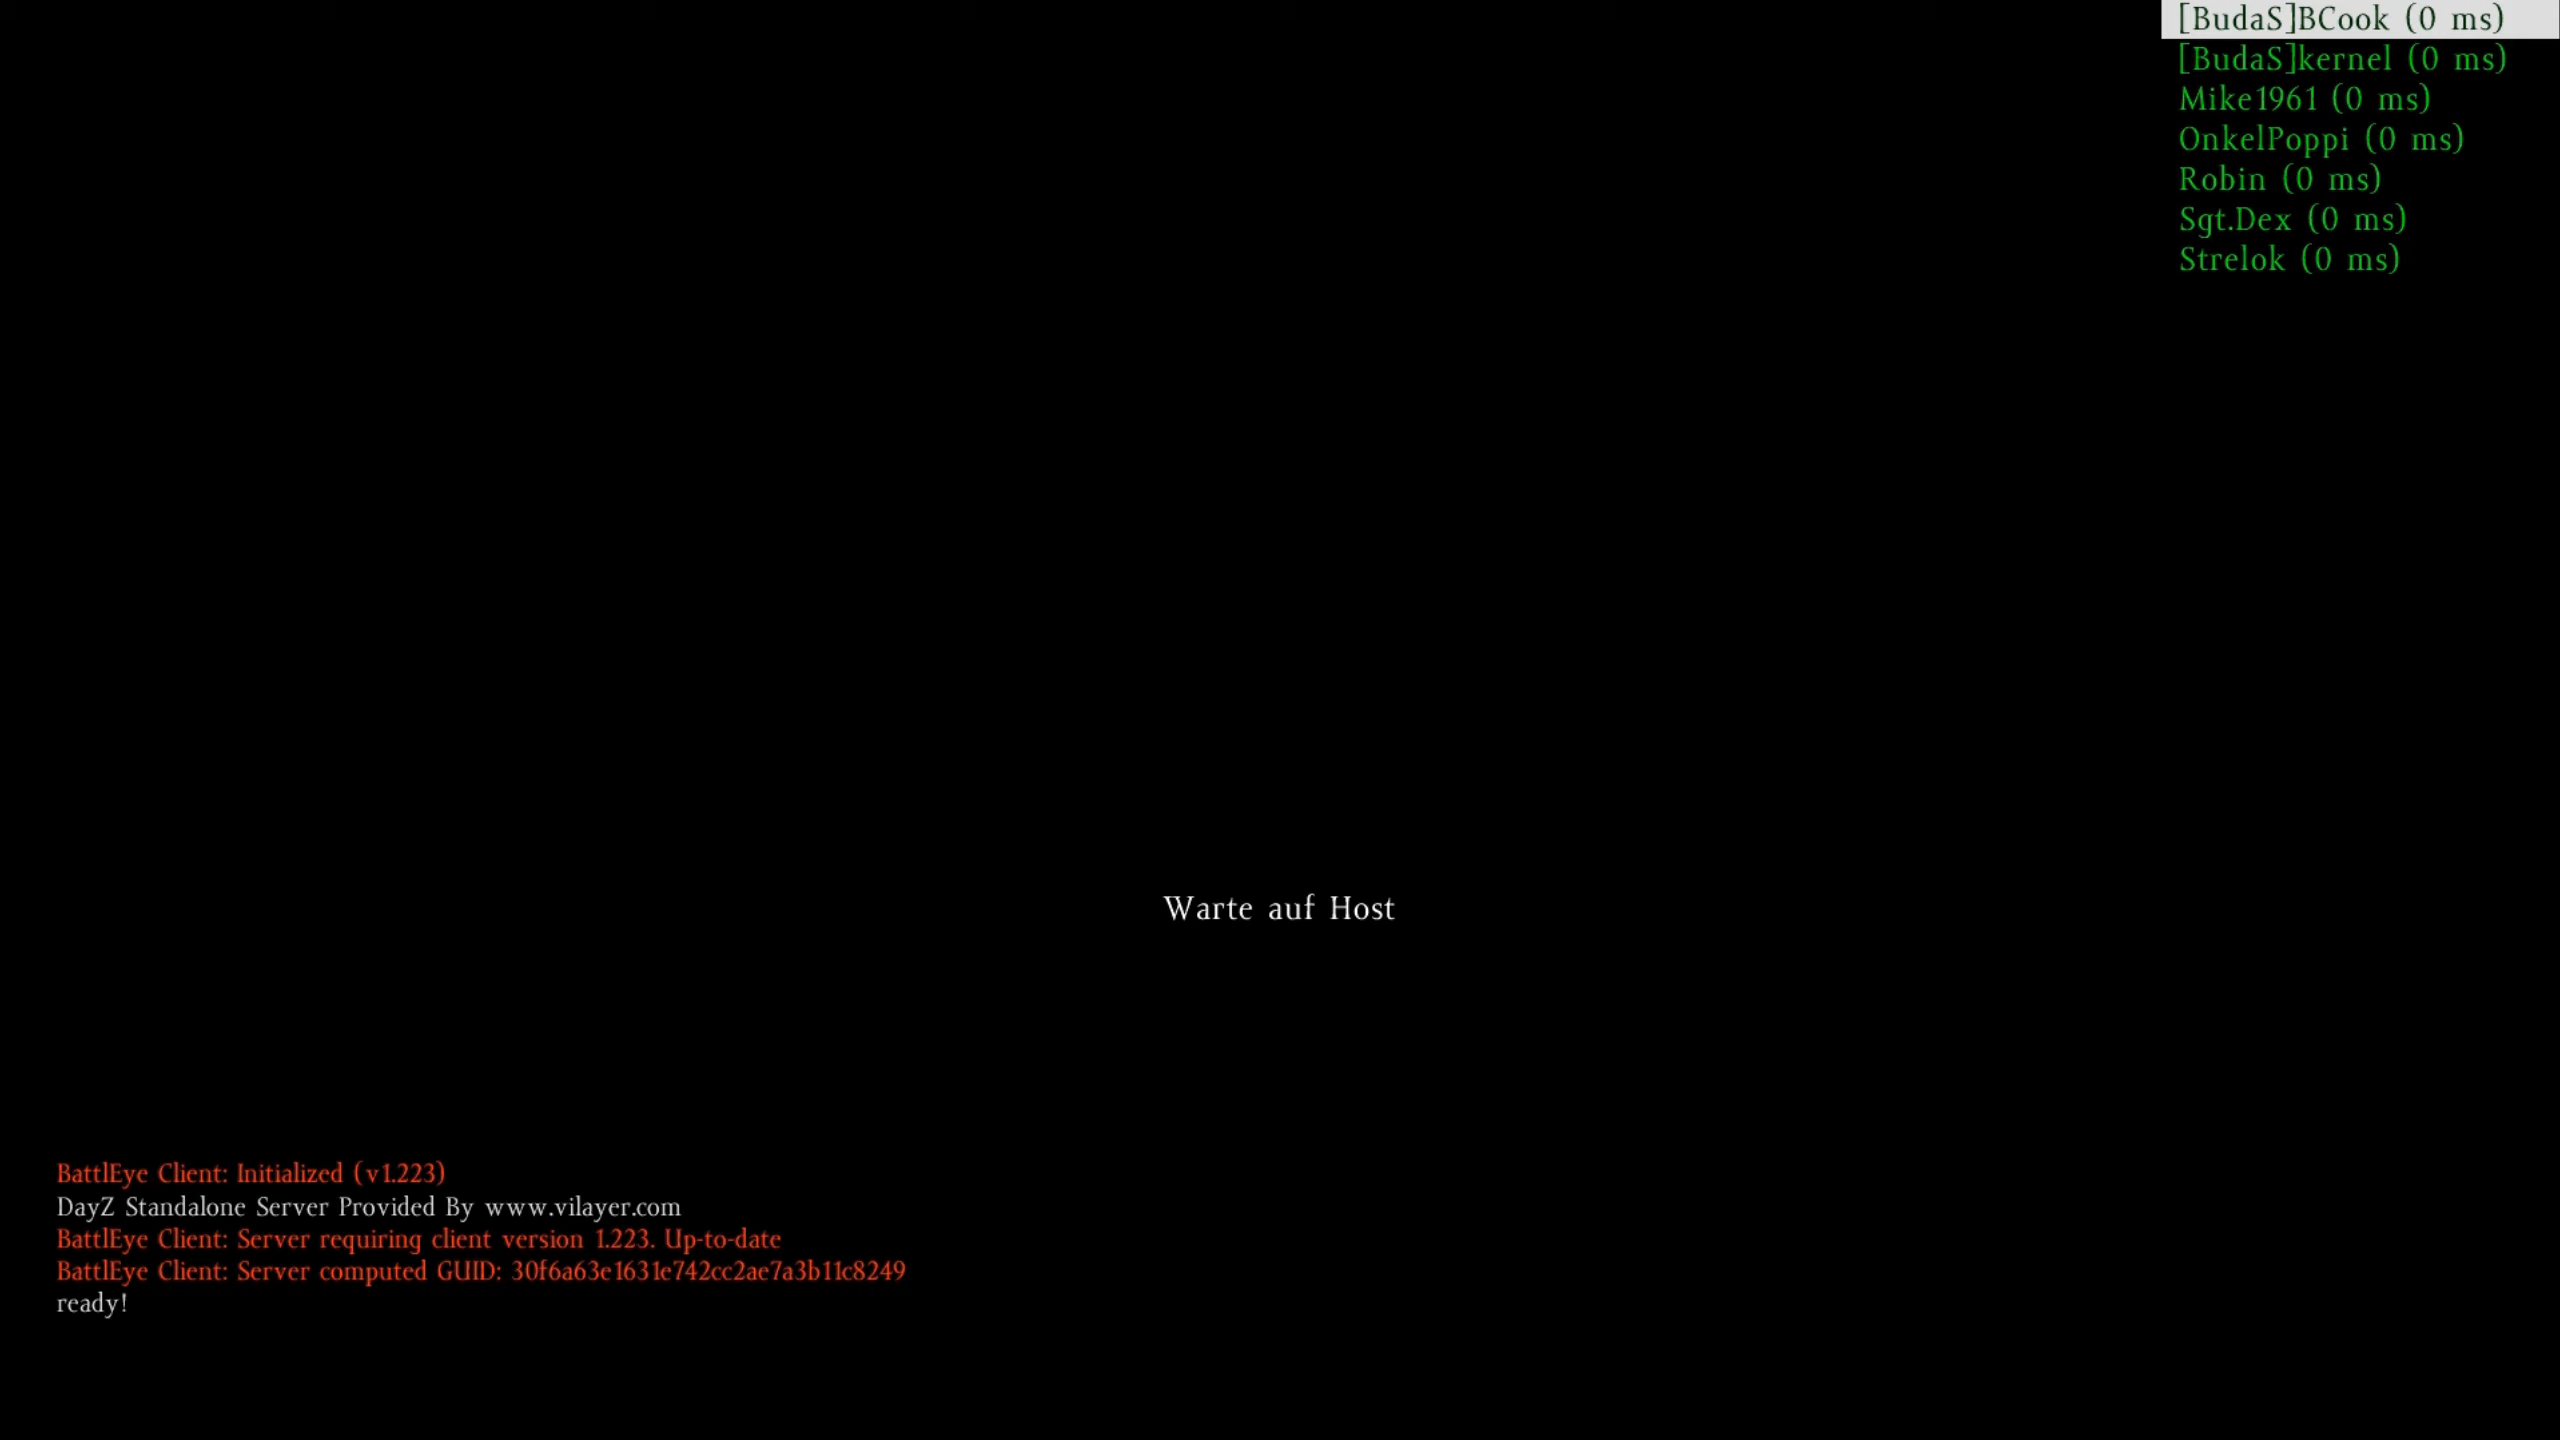 [BudaS]BCook (0 ms)
[BudaS]kernel (0 ms)
Mike1961 (0 ms)
OnkelPoppi (0 ms)
Robin (0 ms)
Sgt.Dex (0 ms)
Strelok (0 ms)
Warte auf Host
BattlEye Client: Initialized (v1.223)
DayZ Standalone Server Provided By www.vilayer.com
BattlEye Client: Server requiring client version 1.223. Up-to-date
BattlEye Client: Server computed GUID: 30f6a63e1631e742cc2ae7a3b11c8249
ready!